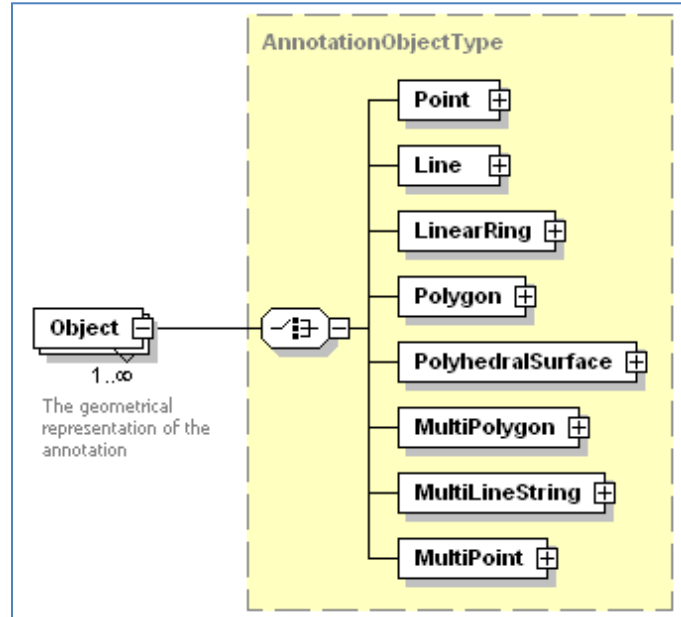 AnnotationObjectType
Point
Line
LinearRing
Polygon
Object
PolyhedralSurface
1..∞
The geometrical
representation of the
annotation
MultiPolygon
MultiLineString
MultiPoint